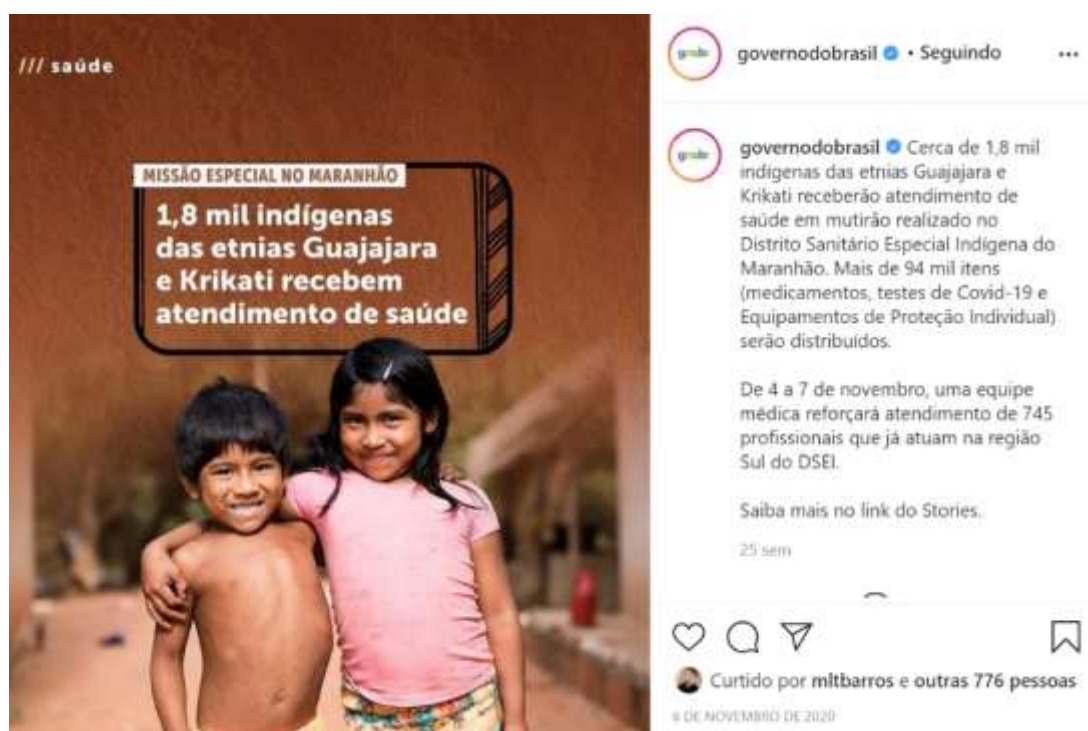 /// saúde
MISSÃO ESPECIAL NO MARANHÃO
1,8 mil indígenas
das etnias Guajajara
e Krikati recebem
atendimento de saúde
governodobrasil • Seguindo
governodobrasil Cerca de 1,8 mil
indígenas das etnias Guajajara e
Krikati receberão atendimento de
saúde em mutirão realizado no
Distrito Sanitário Especial Indígena do
Maranhão. Mais de 94 mil itens
(medicamentos, testes de Covid-19 e
Equipamentos de Proteção Individual)
serão distribuídos.
De 4 a 7 de novembro, uma equipe
médica reforçará atendimento de 745
profissionais que já atuam na região
Sul do DSEI.
Saiba mais no link do Stories.
25 sem
Curtido por mltbarros e outras 776 pessoas
6 DE NOVEMBRO DE 2020